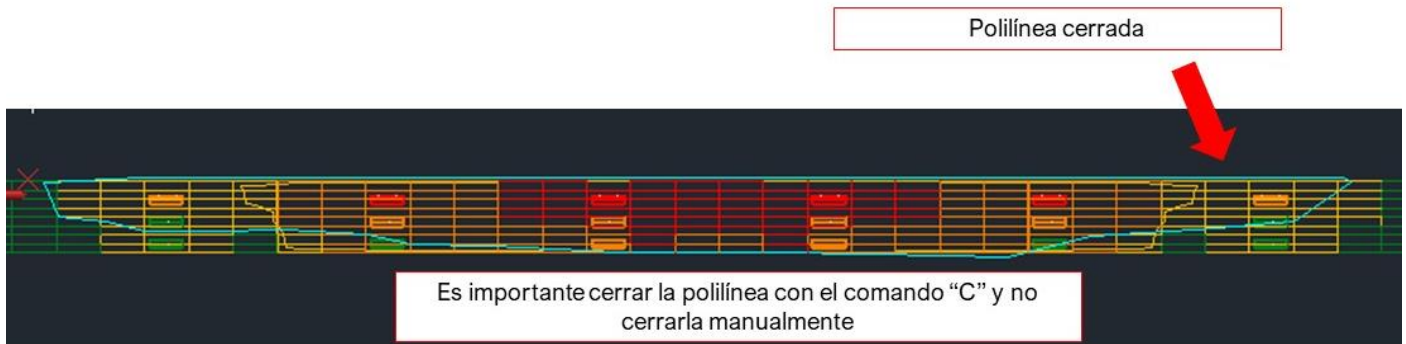 Polilínea cerrada
Es importante cerrar la polilínea con el comando “C” y no
cerrarla manualmente